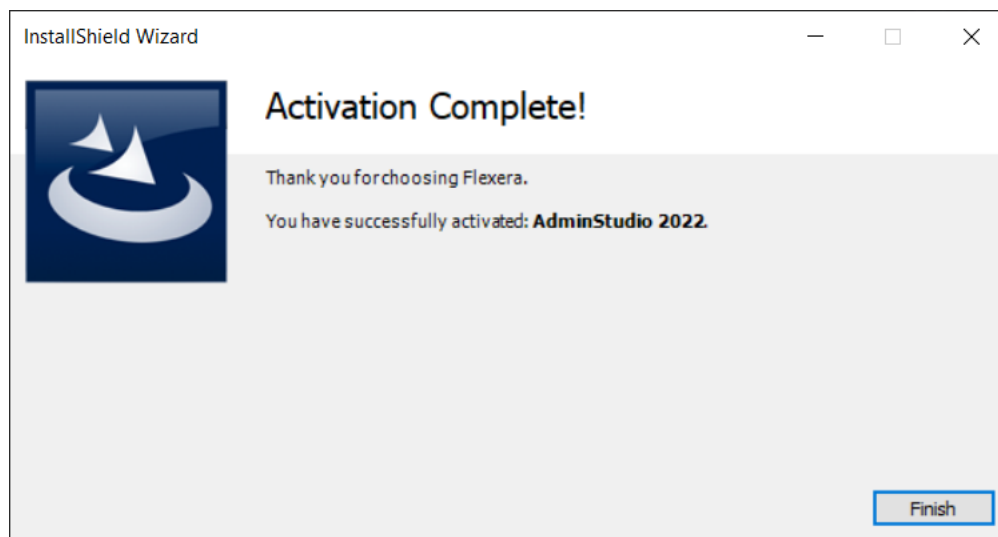 InstallShield Wizard
Activation Complete!
Thank you for choosing Flexera.
You have successfully activated: AdminStudio 2022.
Finish